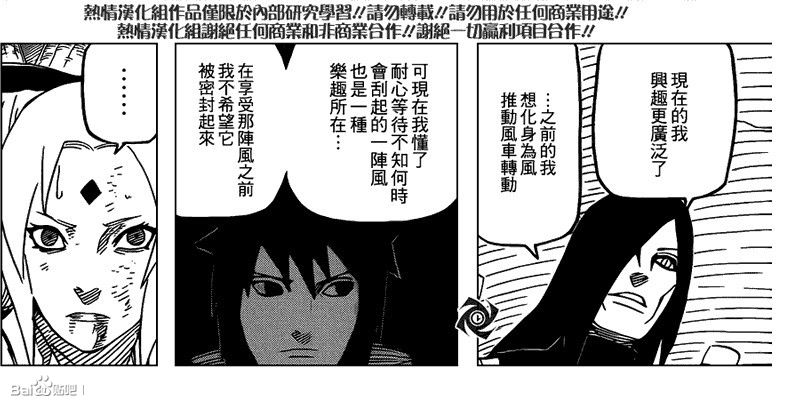 熱情漢化組作品僅限於內部研究學習!!請勿轉載!!請勿用於任何商業用途!!
熱情漢化組謝絕任何商業和非商業合作!!謝絕一切贏利項目合作!!
現在的我
興趣更廣泛了
…之前的我
想化身為風
推動風車轉動
可現在我懂了
耐心等待不知何時
會刮起的一陣風
也是一種
樂趣所在…
在享受那陣風之前
我不希望它
被密封起來
……
Bai 贴吧